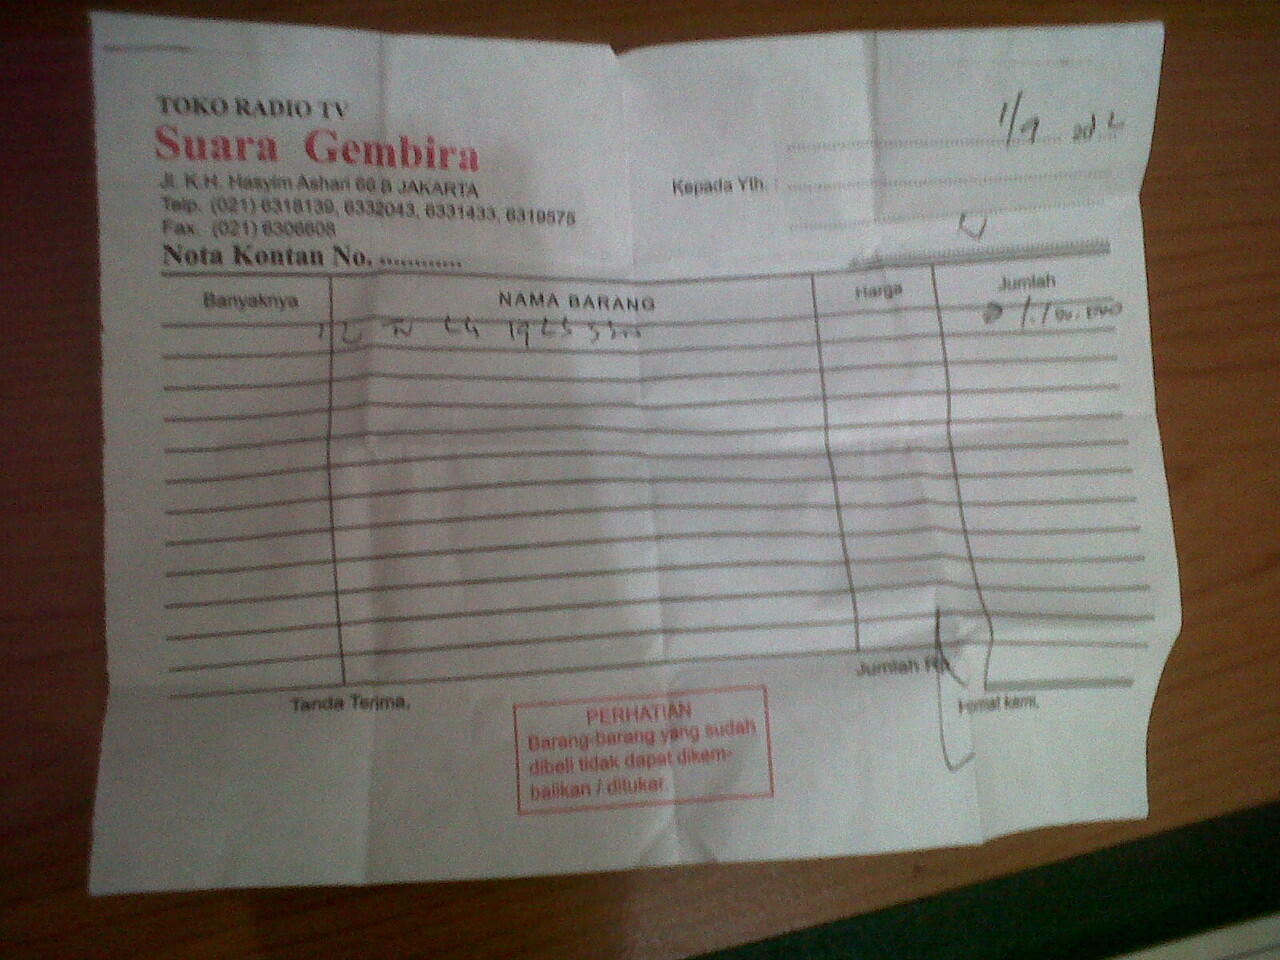 TOKO RADIO TV
Suara Gembira
Jl. K.H. Hasyim Ashari 66 B JAKARTA
Telp. (021) 6318139, 6332043, 6331433, 6319575
Fax. (021) 6306608
Nota Kontan No. ............
1/9 20
Kepada Yth. :
Banyaknya NAMA BARANG Harga Jumlah
1
Jumlah Rp.
Tanda Terima, Hormat kami,
PERHATIAN
Barang-barang yang sudah
dibeli tidak dapat dikem-
balikan / ditukar.